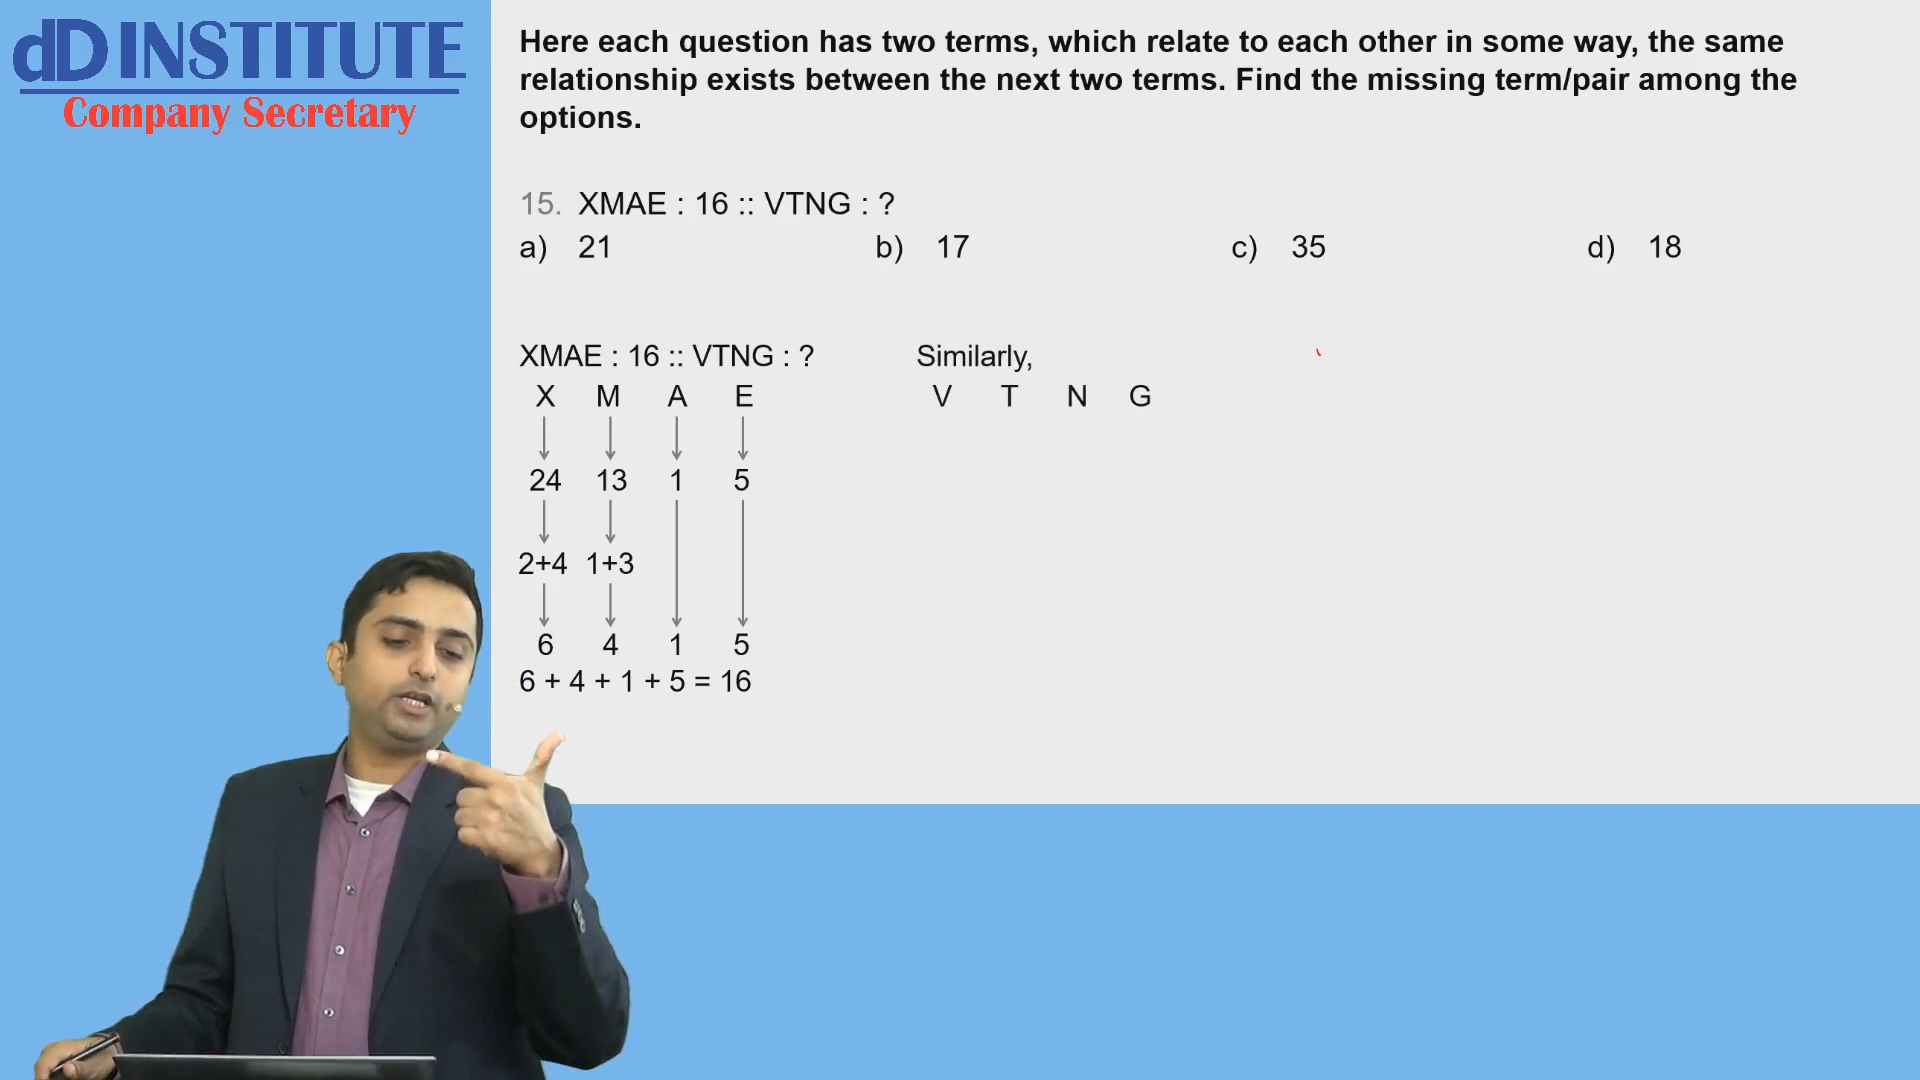 dD INSTITUTE
Company Secretary
Here each question has two terms, which relate to each other in some way, the same
relationship exists between the next two terms. Find the missing term/pair among the
options.
15. XMAE : 16 :: VTNG : ?
a) 21 b) 17 c) 35 d) 18
XMAE : 16 :: VTNG : ? Similarly,
X M A E V T N G
24 13 1 5
2+4 1+3
6 4 1 5
6 + 4 + 1 + 5 = 16